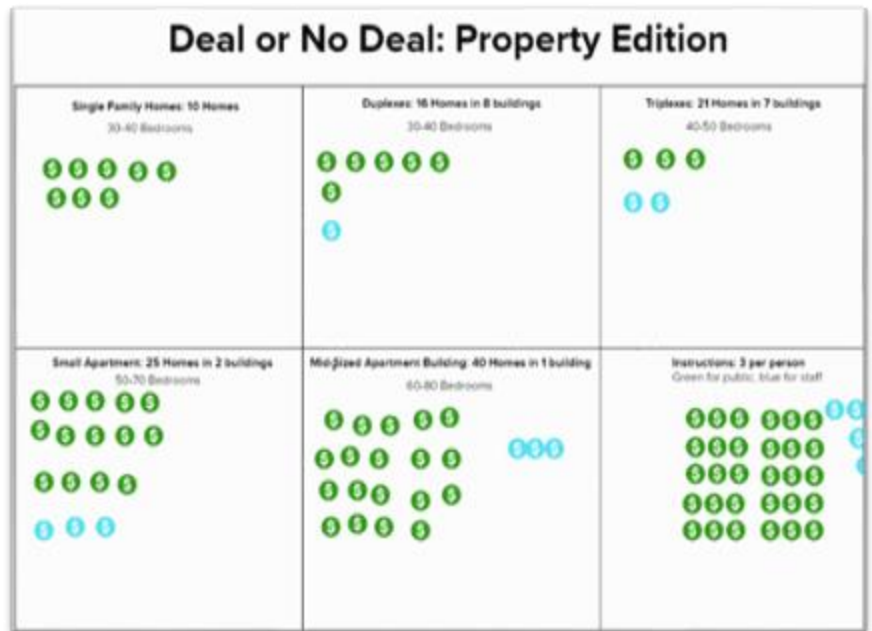 Deal or No Deal: Property Edition
Single Family Homes: 10 Homes
30-40 Bedrooms
Duplexes: 16 Homes in 8 buildings
30-40 Bedrooms
Triplexes: 21 Homes in 7 buildings
40-50 Bedrooms
Small Apartment: 25 Homes in 2 buildings
50-70 Bedrooms
Mid-Sized Apartment Building: 40 Homes in 1 building
60-80 Bedrooms
Instructions: 3 per person
Green for public, blue for staff